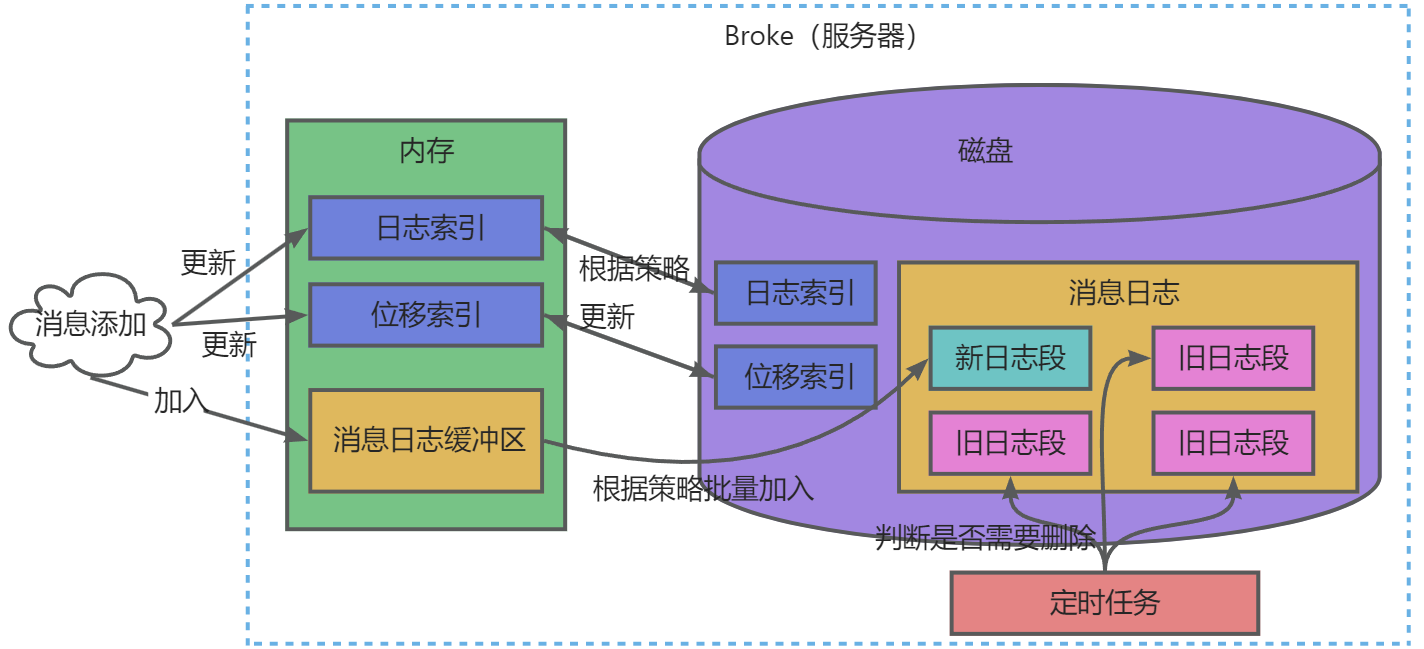 Broke（服务器）
内存
磁盘
日志索引
更新
根据策略
日志索引
消息日志
位移索引
更新
消息添加
更新
位移索引
新日志段
旧日志段
加入
消息日志缓冲区
旧日志段
旧日志段
根据策略批量加入
判断是否需要删除
定时任务